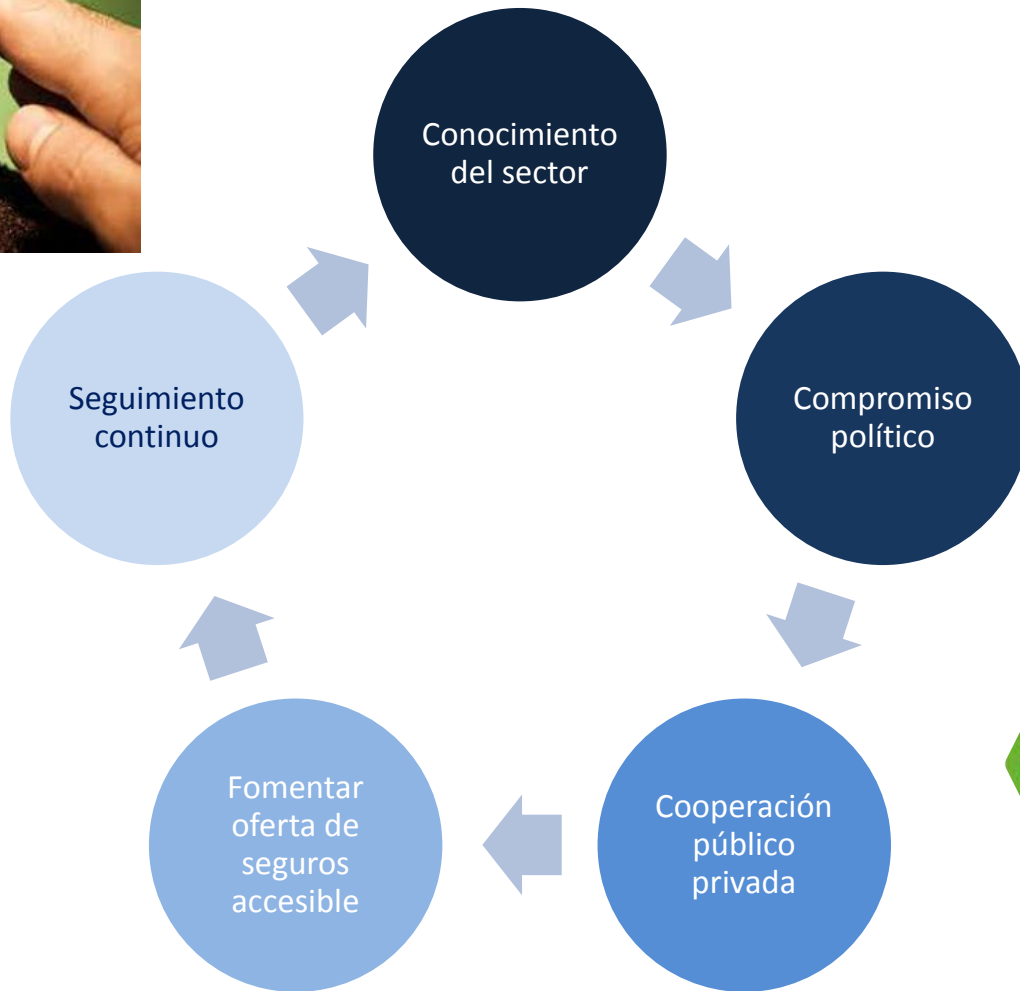 Conocimiento
del sector
Compromiso
político
Cooperación
público
privada
Fomentar
oferta de
seguros
accesible
Seguimiento
continuo